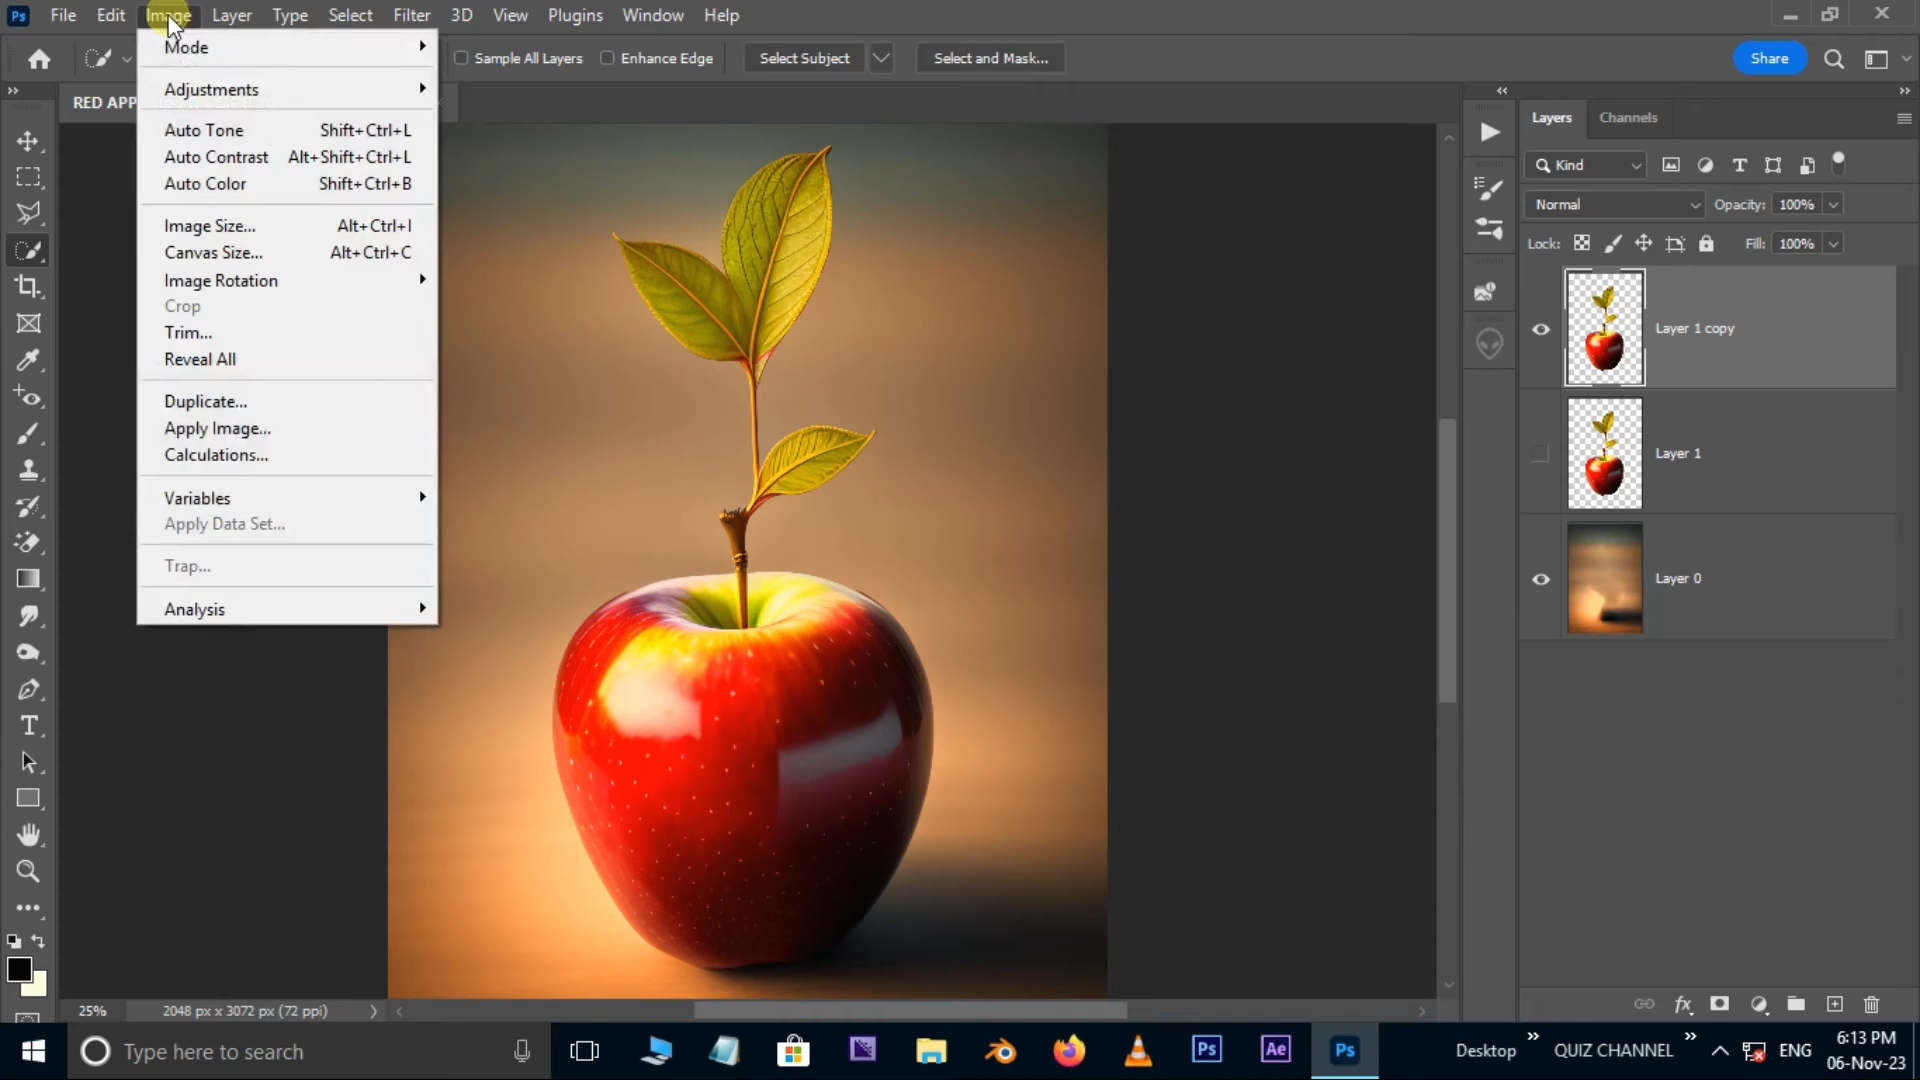 Ps File Edit Image Layer Type Select Filter 3D View Plugins Window Help
Sample All Layers Enhance Edge Select Subject Select and Mask... Share
RED APP
Mode
Adjustments
Auto Tone Shift+Ctrl+L
Auto Contrast Alt+Shift+Ctrl+L
Auto Color Shift+Ctrl+B
Image Size... Alt+Ctrl+I
Canvas Size... Alt+Ctrl+C
Image Rotation
Crop
Trim...
Reveal All
Duplicate...
Apply Image...
Calculations...
Variables
Apply Data Set...
Trap...
Analysis
Layers Channels
Kind
Normal Opacity: 100%
Lock: Fill: 100%
Layer 1 copy
Layer 1
Layer 0
fx
25% 2048 px x 3072 px (72 ppi)
Type here to search
Ps Ae Ps
Desktop QUIZ CHANNEL ENG
6:13 PM
06-Nov-23